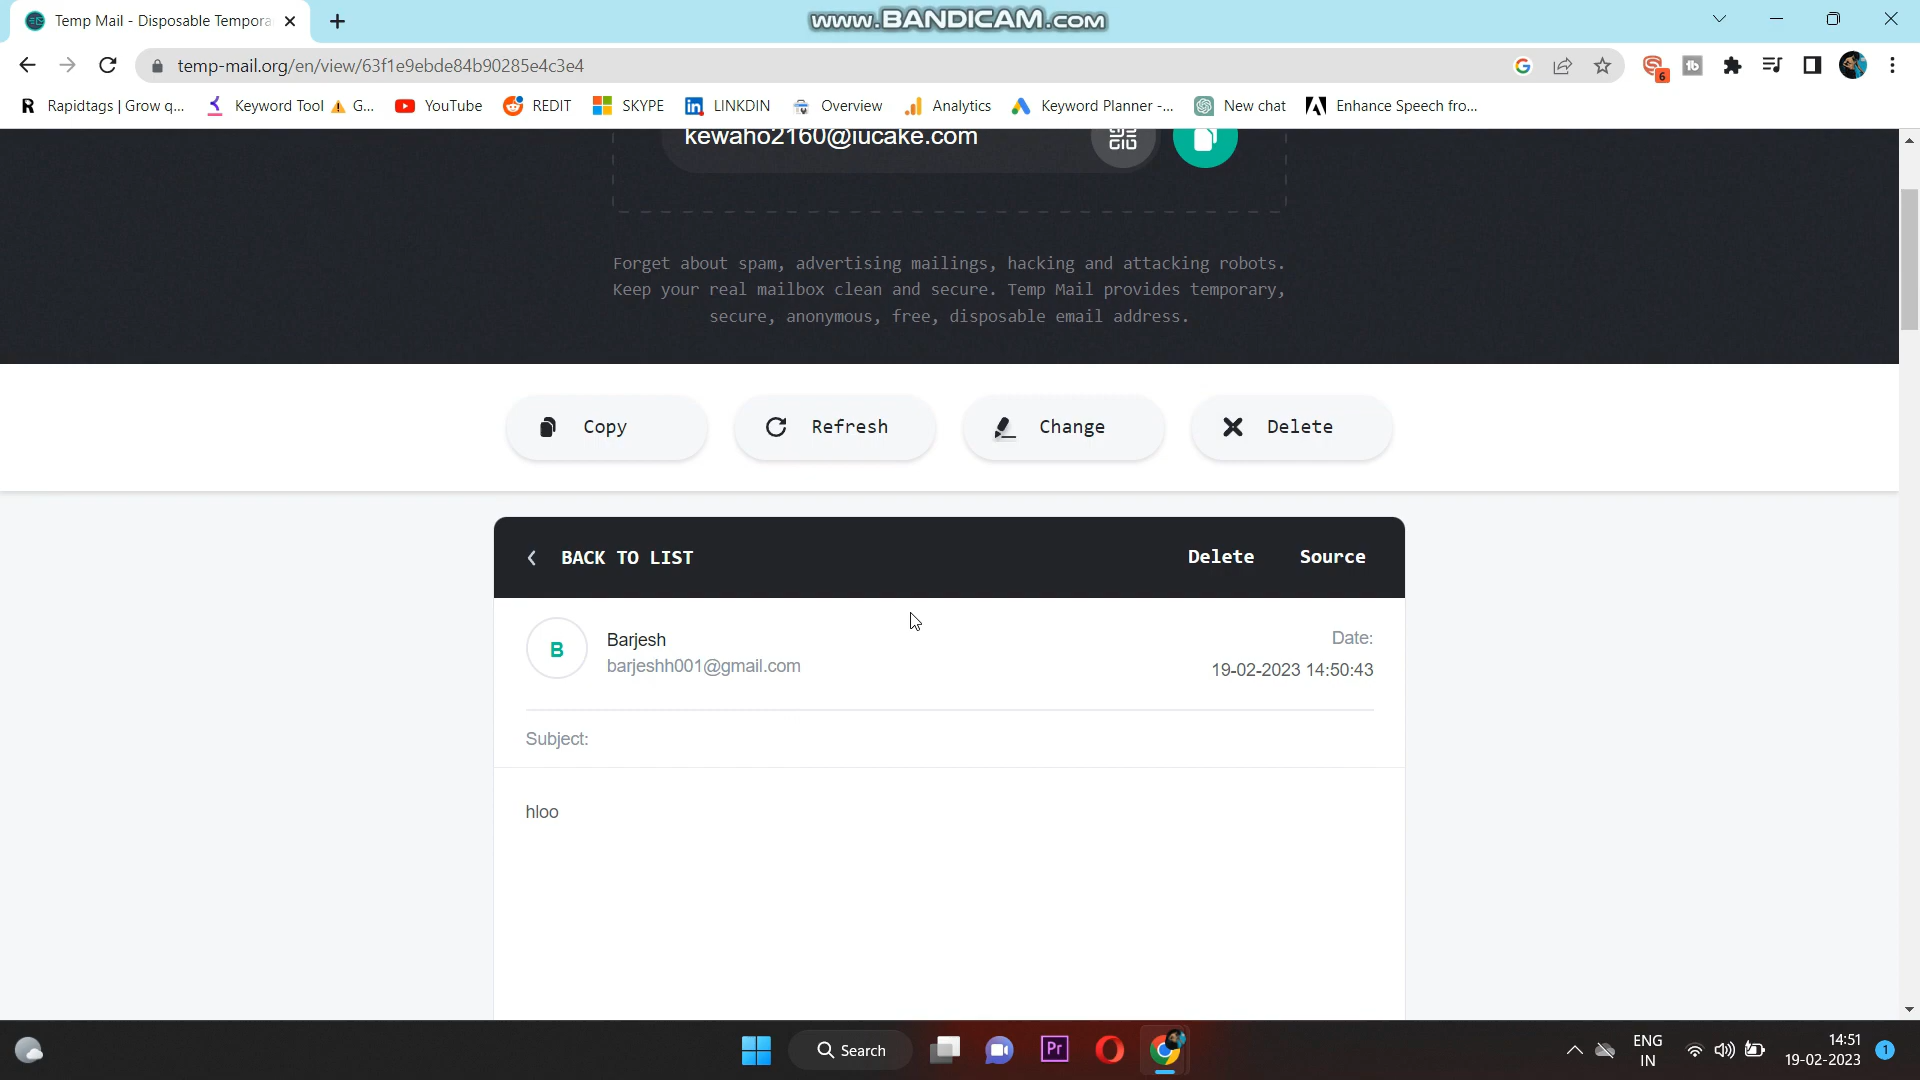 Temp Mail - Disposable Tempora
www.BANDICAM.com
temp-mail.org/en/view/63f1e9ebde84b90285e4c3e4
6
Rapidtags | Grow q...
Keyword Tool ⚠ G...
YouTube
REDIT
SKYPE
LINKDIN
Overview
Analytics
Keyword Planner -...
New chat
Enhance Speech fro...
kewaho2160@iucake.com
Forget about spam, advertising mailings, hacking and attacking robots.
Keep your real mailbox clean and secure. Temp Mail provides temporary,
secure, anonymous, free, disposable email address.
Copy
Refresh
Change
Delete
BACK TO LIST
Delete
Source
B
Barjesh
barjeshh001@gmail.com
Date:
19-02-2023 14:50:43
Subject:
hloo
Search
Pr
ENG
IN
14:51
19-02-2023
1